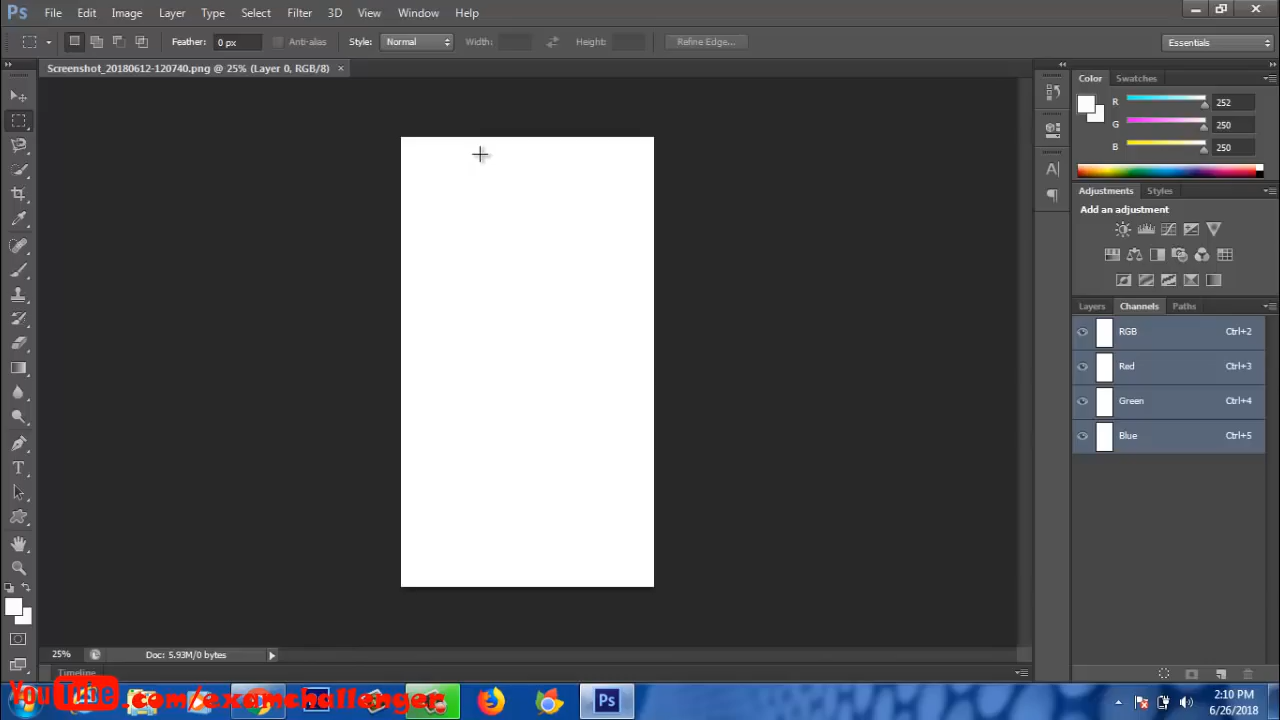 Ps File Edit Image Layer Type Select Filter 3D View Window Help
Feather: 0 px Anti-alias Style: Normal Width: Height: Refine Edge... Essentials
Screenshot_20180612-120740.png @ 25% (Layer 0, RGB/8) ×
Color Swatches
R 252
G 250
B 250
Adjustments Styles
Add an adjustment
Layers Channels Paths
RGB Ctrl+2
Red Ctrl+3
Green Ctrl+4
Blue Ctrl+5
25% Doc: 5.93M/0 bytes
Timeline
YouTube.com/examchallenger
Ps
2:10 PM
6/26/2018